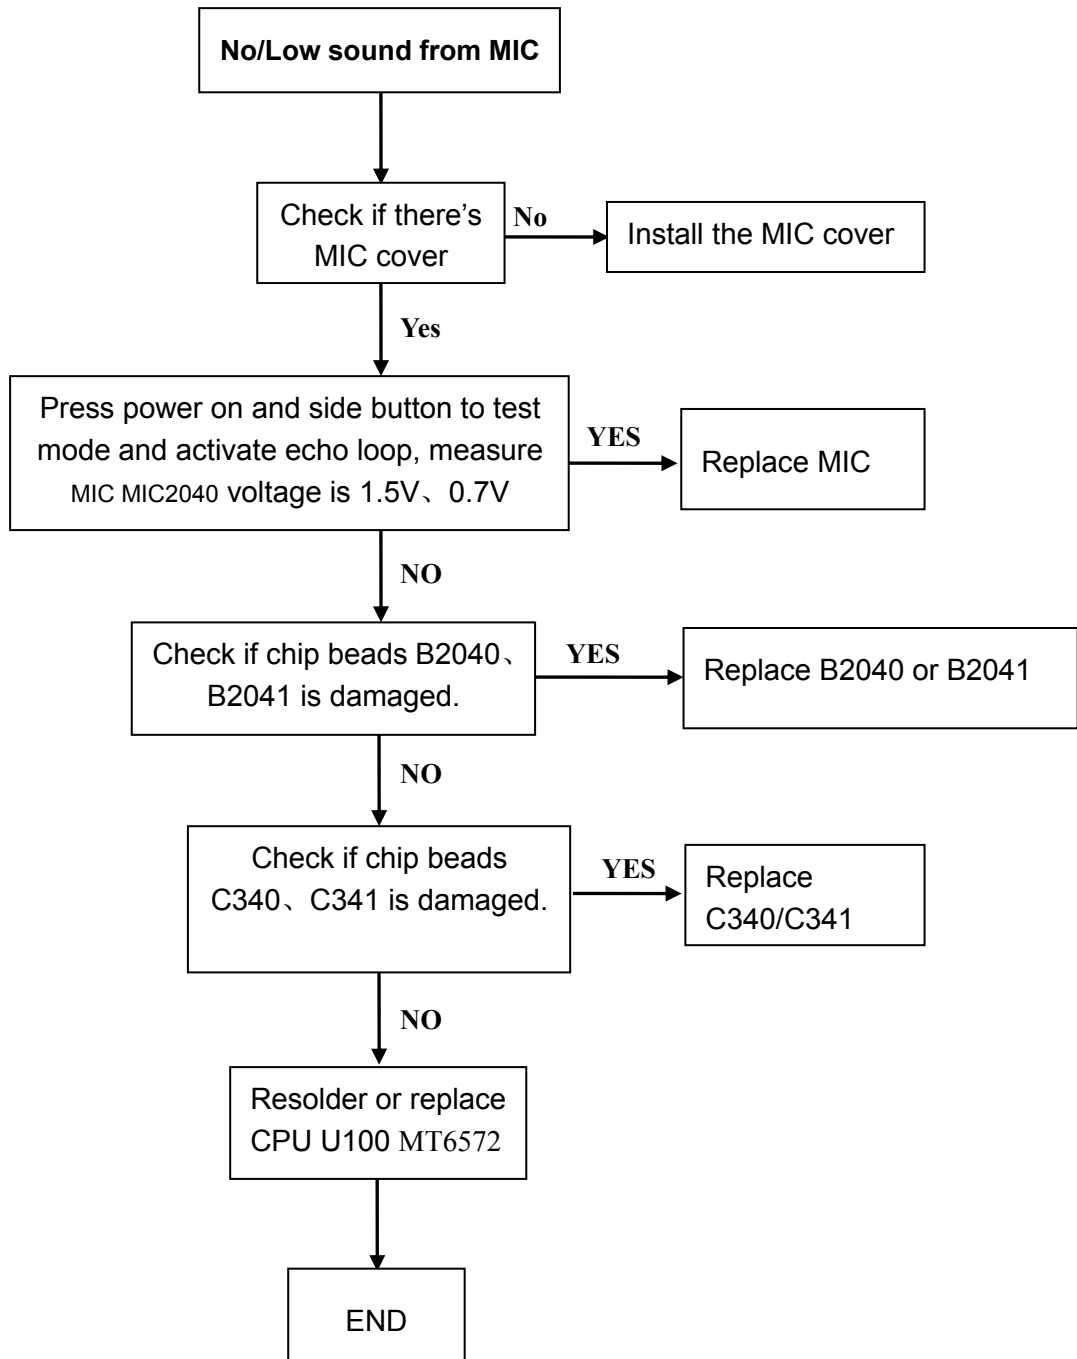 No/Low sound from MIC
Check if there’s
MIC cover
No
Install the MIC cover
Yes
Press power on and side button to test
mode and activate echo loop, measure
MIC MIC2040 voltage is 1.5V、0.7V
YES
Replace MIC
NO
Check if chip beads B2040、
B2041 is damaged.
YES
Replace B2040 or B2041
NO
Check if chip beads
C340、C341 is damaged.
YES
Replace
C340/C341
NO
Resolder or replace
CPU U100 MT6572
END